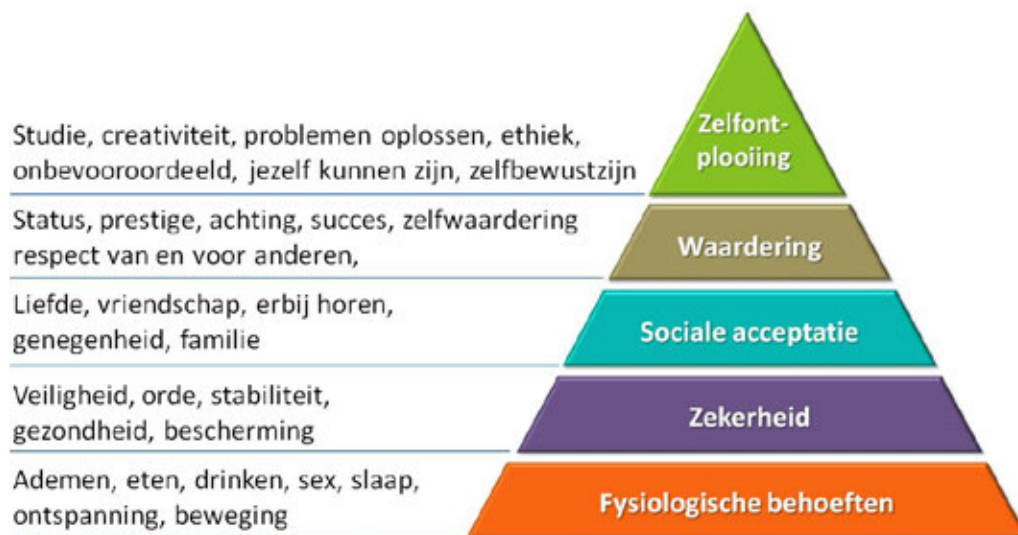 Studie, creativiteit, problemen oplossen, ethiek,
onbevooroordeeld, jezelf kunnen zijn, zelfbewustzijn
Zelfont-
plooiing
Status, prestige, achting, succes, zelfwaardering
respect van en voor anderen,
Waardering
Liefde, vriendschap, erbij horen,
genegenheid, familie
Sociale acceptatie
Veiligheid, orde, stabiliteit,
gezondheid, bescherming
Zekerheid
Ademen, eten, drinken, sex, slaap,
ontspanning, beweging
Fysiologische behoeften